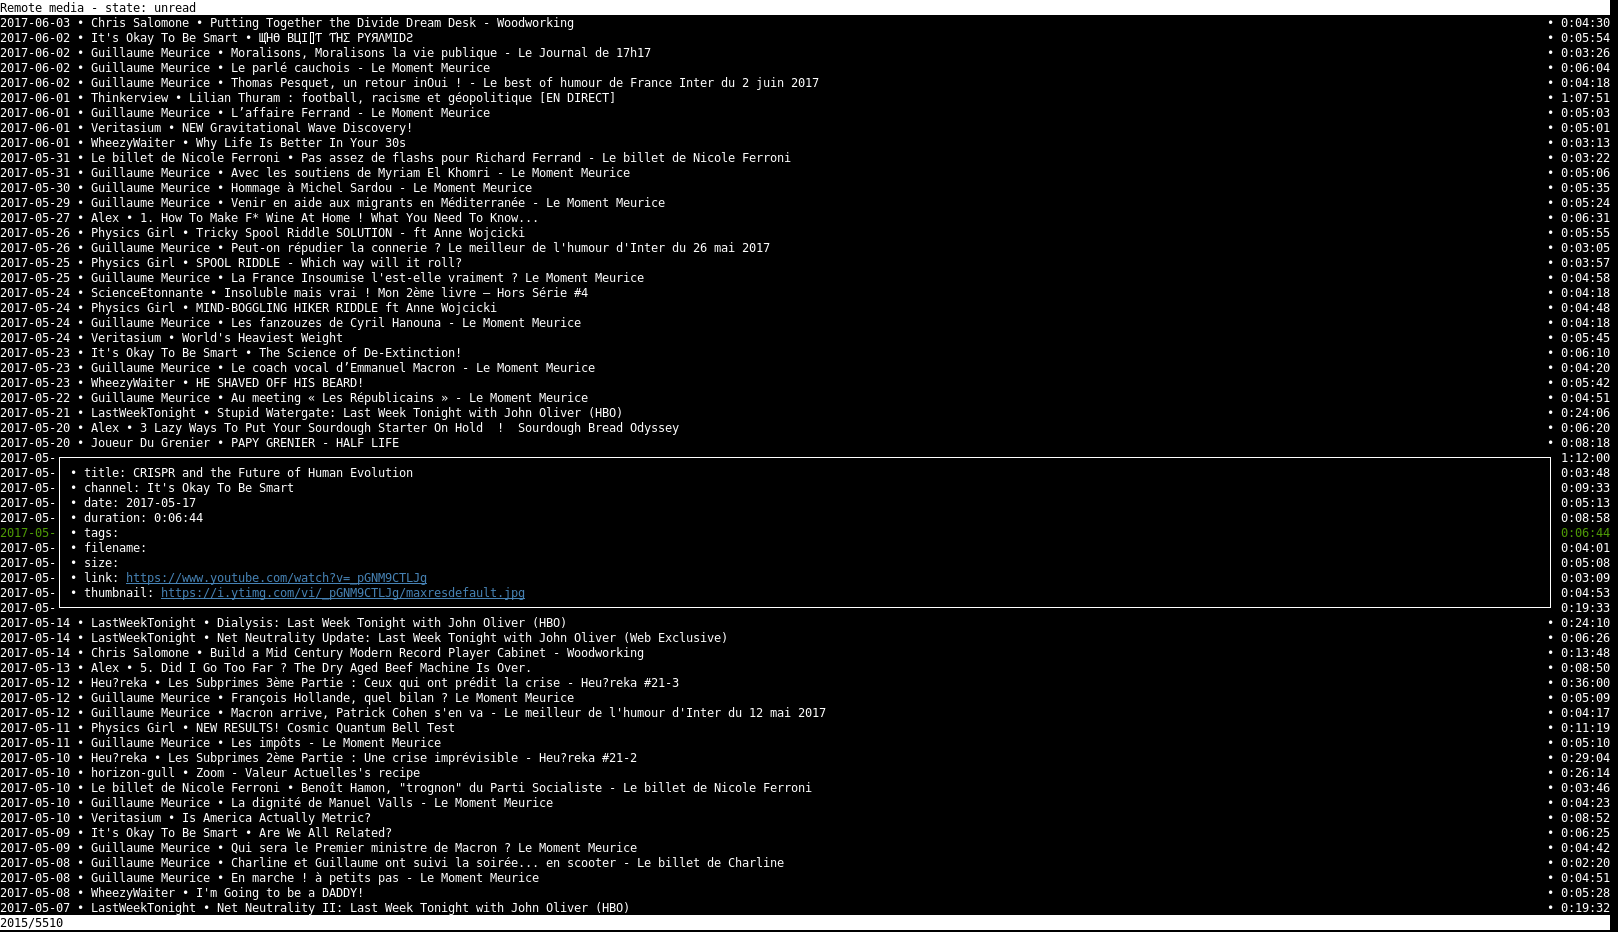 Remote media - state: unread
2017-06-03 • Chris Salomone • Putting Together the Divide Dream Desk - Woodworking • 0:04:30
2017-06-02 • It's Okay To Be Smart • ҴΉӨ BЦI ΉΣ PYЯΛMIDƧ • 0:05:54
2017-06-02 • Guillaume Meurice • Moralisons, Moralisons la vie publique - Le Journal de 17h17 • 0:03:26
2017-06-02 • Guillaume Meurice • Le parlé cauchois - Le Moment Meurice • 0:06:04
2017-06-02 • Guillaume Meurice • Thomas Pesquet, un retour inOui ! - Le best of humour de France Inter du 2 juin 2017 • 0:04:18
2017-06-01 • Thinkerview • Lilian Thuram : football, racisme et géopolitique [EN DIRECT] • 1:07:51
2017-06-01 • Guillaume Meurice • L’affaire Ferrand - Le Moment Meurice • 0:05:03
2017-06-01 • Veritasium • NEW Gravitational Wave Discovery! • 0:05:01
2017-06-01 • WheezyWaiter • Why Life Is Better In Your 30s • 0:03:13
2017-05-31 • Le billet de Nicole Ferroni • Pas assez de flashs pour Richard Ferrand - Le billet de Nicole Ferroni • 0:03:22
2017-05-31 • Guillaume Meurice • Avec les soutiens de Myriam El Khomri - Le Moment Meurice • 0:05:06
2017-05-30 • Guillaume Meurice • Hommage à Michel Sardou - Le Moment Meurice • 0:05:35
2017-05-29 • Guillaume Meurice • Venir en aide aux migrants en Méditerranée - Le Moment Meurice • 0:05:24
2017-05-27 • Alex • 1. How To Make F* Wine At Home ! What You Need To Know... • 0:06:31
2017-05-26 • Physics Girl • Tricky Spool Riddle SOLUTION - ft Anne Wojcicki • 0:05:55
2017-05-26 • Guillaume Meurice • Peut-on répudier la connerie ? Le meilleur de l'humour d'Inter du 26 mai 2017 • 0:03:05
2017-05-25 • Physics Girl • SPOOL RIDDLE - Which way will it roll? • 0:03:57
2017-05-25 • Guillaume Meurice • La France Insoumise l'est-elle vraiment ? Le Moment Meurice • 0:04:58
2017-05-24 • ScienceEtonnante • Insoluble mais vrai ! Mon 2ème livre — Hors Série #4 • 0:04:18
2017-05-24 • Physics Girl • MIND-BOGGLING HIKER RIDDLE ft Anne Wojcicki • 0:04:48
2017-05-24 • Guillaume Meurice • Les fanzouzes de Cyril Hanouna - Le Moment Meurice • 0:04:18
2017-05-24 • Veritasium • World's Heaviest Weight • 0:05:45
2017-05-23 • It's Okay To Be Smart • The Science of De-Extinction! • 0:06:10
2017-05-23 • Guillaume Meurice • Le coach vocal d’Emmanuel Macron - Le Moment Meurice • 0:04:20
2017-05-23 • WheezyWaiter • HE SHAVED OFF HIS BEARD! • 0:05:42
2017-05-22 • Guillaume Meurice • Au meeting « Les Républicains » - Le Moment Meurice • 0:04:51
2017-05-21 • LastWeekTonight • Stupid Watergate: Last Week Tonight with John Oliver (HBO) • 0:24:06
2017-05-20 • Alex • 3 Lazy Ways To Put Your Sourdough Starter On Hold  !  Sourdough Bread Odyssey • 0:06:20
2017-05-20 • Joueur Du Grenier • PAPY GRENIER - HALF LIFE • 0:08:18
2017-05- 1:12:00
2017-05- • title: CRISPR and the Future of Human Evolution 0:03:48
2017-05- • channel: It's Okay To Be Smart 0:09:33
2017-05- • date: 2017-05-17 0:05:13
2017-05- • duration: 0:06:44 0:08:58
2017-05- • tags: 0:06:44
2017-05- • filename: 0:04:01
2017-05- • size: 0:05:08
2017-05- • link: https://www.youtube.com/watch?v=_pGNM9CTLJg 0:03:09
2017-05- • thumbnail: https://i.ytimg.com/vi/_pGNM9CTLJg/maxresdefault.jpg 0:04:53
2017-05- 0:19:33
2017-05-14 • LastWeekTonight • Dialysis: Last Week Tonight with John Oliver (HBO) • 0:24:10
2017-05-14 • LastWeekTonight • Net Neutrality Update: Last Week Tonight with John Oliver (Web Exclusive) • 0:06:26
2017-05-14 • Chris Salomone • Build a Mid Century Modern Record Player Cabinet - Woodworking • 0:13:48
2017-05-13 • Alex • 5. Did I Go Too Far ? The Dry Aged Beef Machine Is Over. • 0:08:50
2017-05-12 • Heu?reka • Les Subprimes 3ème Partie : Ceux qui ont prédit la crise - Heu?reka #21-3 • 0:36:00
2017-05-12 • Guillaume Meurice • François Hollande, quel bilan ? Le Moment Meurice • 0:05:09
2017-05-12 • Guillaume Meurice • Macron arrive, Patrick Cohen s'en va - Le meilleur de l'humour d'Inter du 12 mai 2017 • 0:04:17
2017-05-11 • Physics Girl • NEW RESULTS! Cosmic Quantum Bell Test • 0:11:19
2017-05-11 • Guillaume Meurice • Les impôts - Le Moment Meurice • 0:05:10
2017-05-10 • Heu?reka • Les Subprimes 2ème Partie : Une crise imprévisible - Heu?reka #21-2 • 0:29:04
2017-05-10 • horizon-gull • Zoom - Valeur Actuelles's recipe • 0:26:14
2017-05-10 • Le billet de Nicole Ferroni • Benoît Hamon, "trognon" du Parti Socialiste - Le billet de Nicole Ferroni • 0:03:46
2017-05-10 • Guillaume Meurice • La dignité de Manuel Valls - Le Moment Meurice • 0:04:23
2017-05-10 • Veritasium • Is America Actually Metric? • 0:08:52
2017-05-09 • It's Okay To Be Smart • Are We All Related? • 0:06:25
2017-05-09 • Guillaume Meurice • Qui sera le Premier ministre de Macron ? Le Moment Meurice • 0:04:42
2017-05-08 • Guillaume Meurice • Charline et Guillaume ont suivi la soirée... en scooter - Le billet de Charline • 0:02:20
2017-05-08 • Guillaume Meurice • En marche ! à petits pas - Le Moment Meurice • 0:04:51
2017-05-08 • WheezyWaiter • I'm Going to be a DADDY! • 0:05:28
2017-05-07 • LastWeekTonight • Net Neutrality II: Last Week Tonight with John Oliver (HBO) • 0:19:32
2015/5510